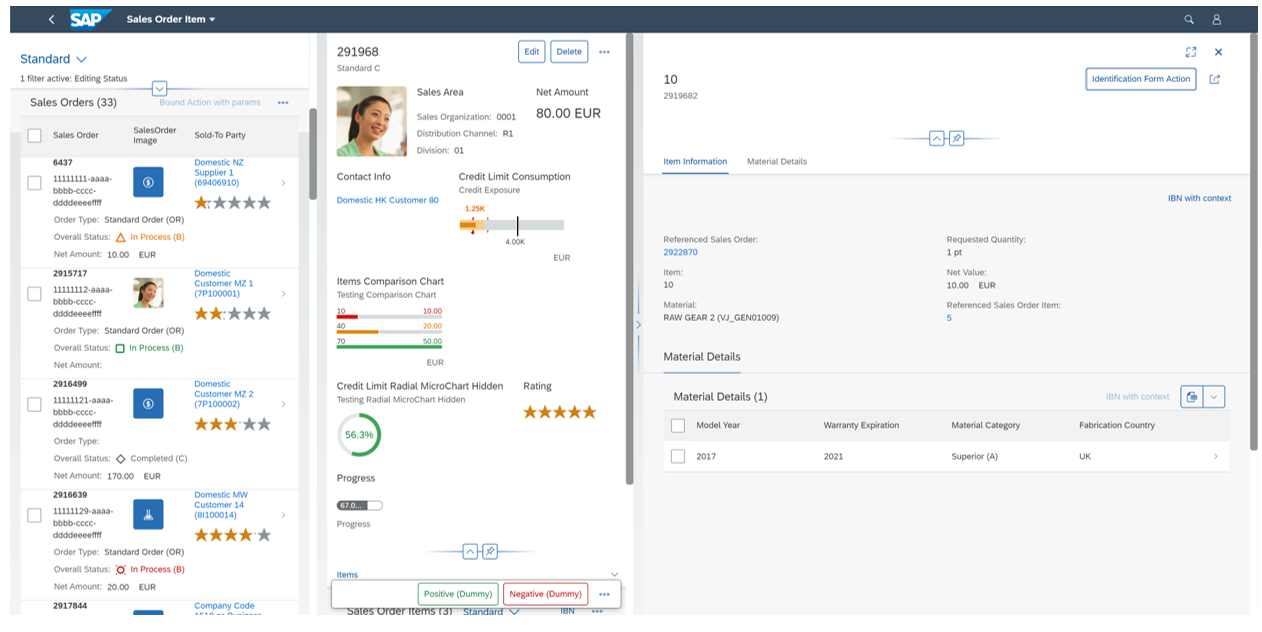 SAP Sales Order Item
Standard
1 filter active: Editing Status
Sales Orders (33) Bound Action with params
Sales Order SalesOrder Image Sold-To Party
6437
11111111-aaaa-
bbbb-cccc-
ddddeeeeffff
Domestic NZ
Supplier 1
(69406910)
Order Type: Standard Order (OR)
Overall Status: In Process (B)
Net Amount: 10.00 EUR
2915717
11111112-aaaa-
bbbb-cccc-
ddddeeeeffff
Domestic
Customer MZ 1
(7P100001)
Order Type: Standard Order (OR)
Overall Status: In Process (B)
Net Amount:
2916499
11111121-aaaa-
bbbb-cccc-
ddddeeeeffff
Domestic
Customer MZ 2
(7P100002)
Order Type:
Overall Status: Completed (C)
Net Amount: 170.00 EUR
2916639
11111129-aaaa-
bbbb-cccc-
ddddeeeeffff
Domestic MW
Customer 14
(8I100014)
Order Type: Standard Order (OR)
Overall Status: In Process (B)
Net Amount: 20.00 EUR
2917844
Company Code
291968
Standard C
Edit Delete
Sales Area
Sales Organization: 0001
Distribution Channel: R1
Division: 01
Net Amount
80.00 EUR
Contact Info
Domestic HK Customer 80
Credit Limit Consumption
Credit Exposure
1.25K
4.00K
EUR
Items Comparison Chart
Testing Comparison Chart
10 10.00
40 20.00
70 50.00
EUR
Credit Limit Radial MicroChart Hidden
Testing Radial MicroChart Hidden
56.3%
Rating
Progress
67.0...
Progress
Items
Positive (Dummy) Negative (Dummy)
Sales Order Items (3) Standard IBN
10
2919682
Identification Form Action
Item Information Material Details
IBN with context
Referenced Sales Order:
2922870
Item:
10
Material:
RAW GEAR 2 (VJ_GEN01009)
Requested Quantity:
1 pt
Net Value:
10.00 EUR
Referenced Sales Order Item:
5
Material Details
Material Details (1) IBN with context
Model Year Warranty Expiration Material Category Fabrication Country
2017 2021 Superior (A) UK